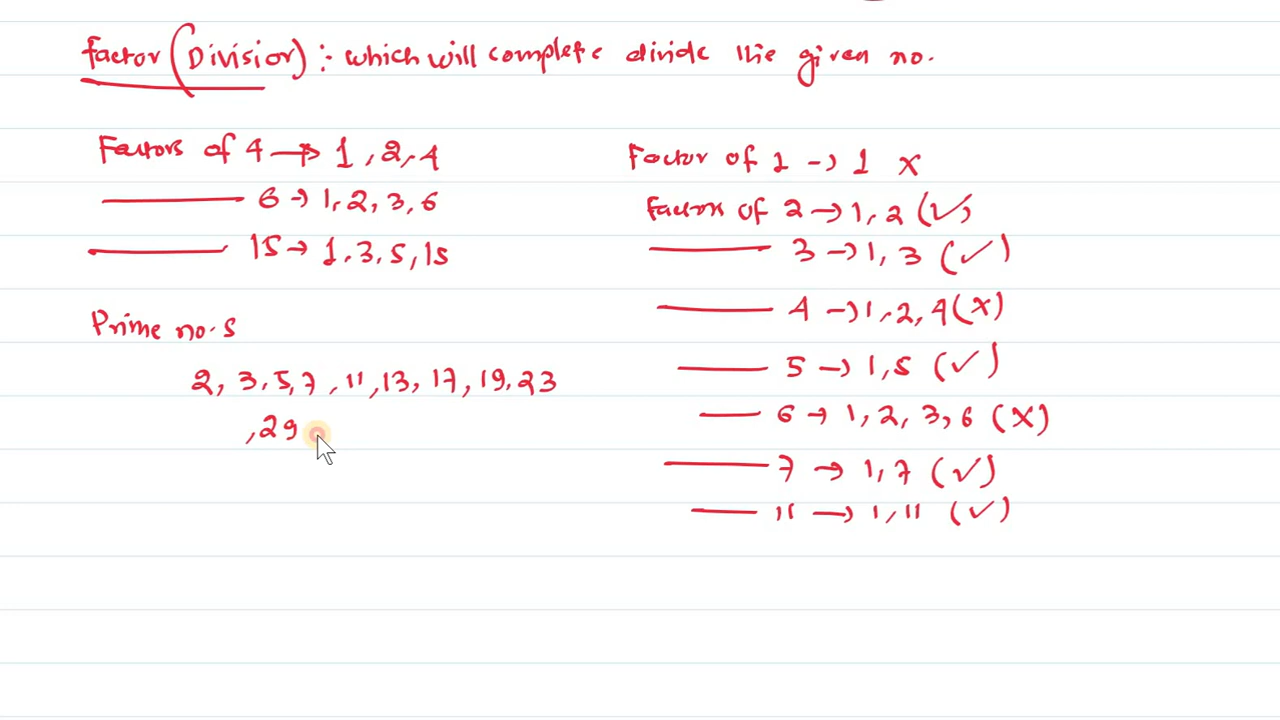 factor (Division) :- which will complete divide the given no.
Factors of 4 → 1, 2, 4
6 → 1, 2, 3, 6
15 → 1, 3, 5, 15
Prime no.s
2, 3, 5, 7, 11, 13, 17, 19, 23
, 29
Factor of 1 → 1 x
Factors of 2 → 1, 2 (✓)
3 → 1, 3 (✓)
4 → 1, 2, 4 (x)
5 → 1, 5 (✓)
6 → 1, 2, 3, 6 (x)
7 → 1, 7 (✓)
11 → 1, 11 (✓)